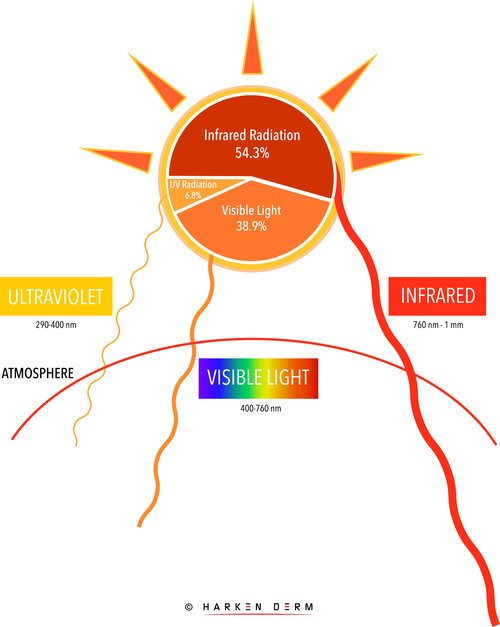 Infrared Radiation
54.3%
UV Radiation
6.8%
Visible Light
38.9%
ULTRAVIOLET
290-400 nm
INFRARED
760 nm - 1 mm
ATMOSPHERE
VISIBLE LIGHT
400-760 nm
© HARKEN DERM